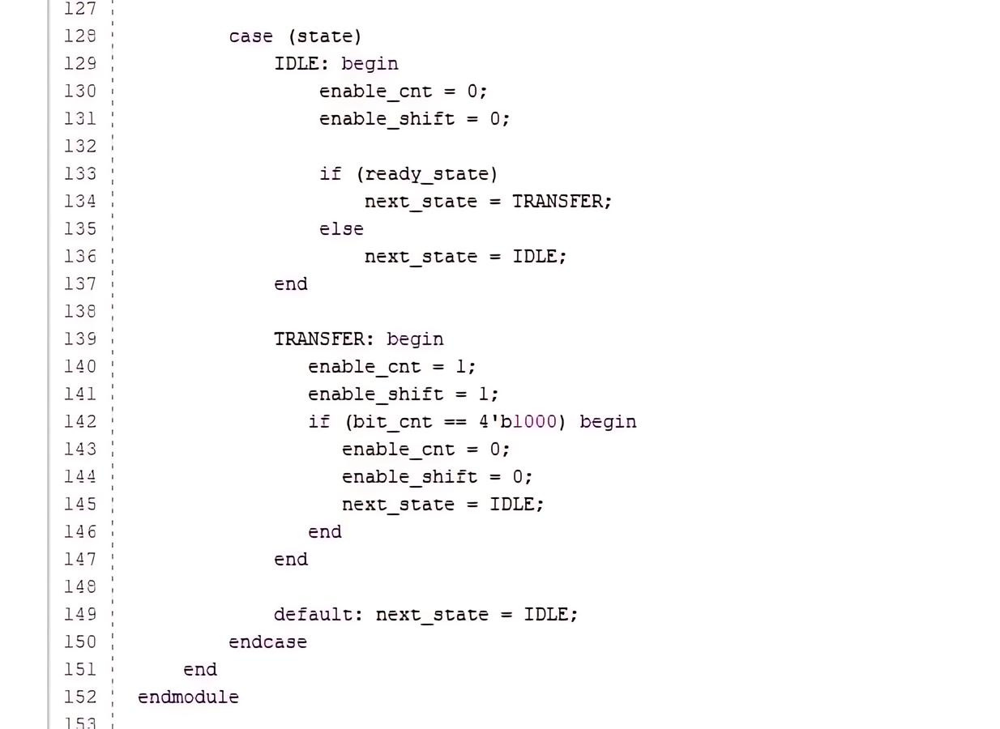 127
128 case (state)
129 IDLE: begin
130 enable_cnt = 0;
131 enable_shift = 0;
132
133 if (ready_state)
134 next_state = TRANSFER;
135 else
136 next_state = IDLE;
137 end
138
139 TRANSFER: begin
140 enable_cnt = 1;
141 enable_shift = 1;
142 if (bit_cnt == 4'b1000) begin
143 enable_cnt = 0;
144 enable_shift = 0;
145 next_state = IDLE;
146 end
147 end
148
149 default: next_state = IDLE;
150 endcase
151 end
152 endmodule
153